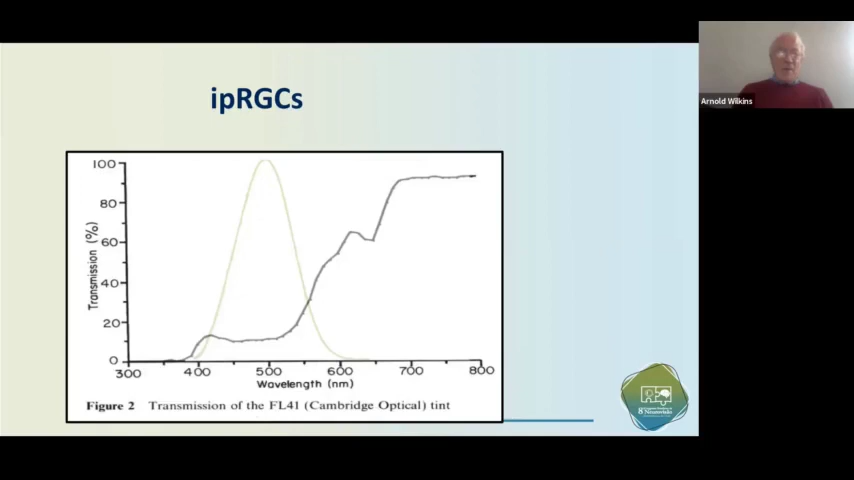 ipRGCs
Arnold Wilkins
100
80
60
40
20
0
Transmission (%)
300 400 500 600 700 800
Wavelength (nm)
Figure 2 Transmission of the FL41 (Cambridge Optical) tint